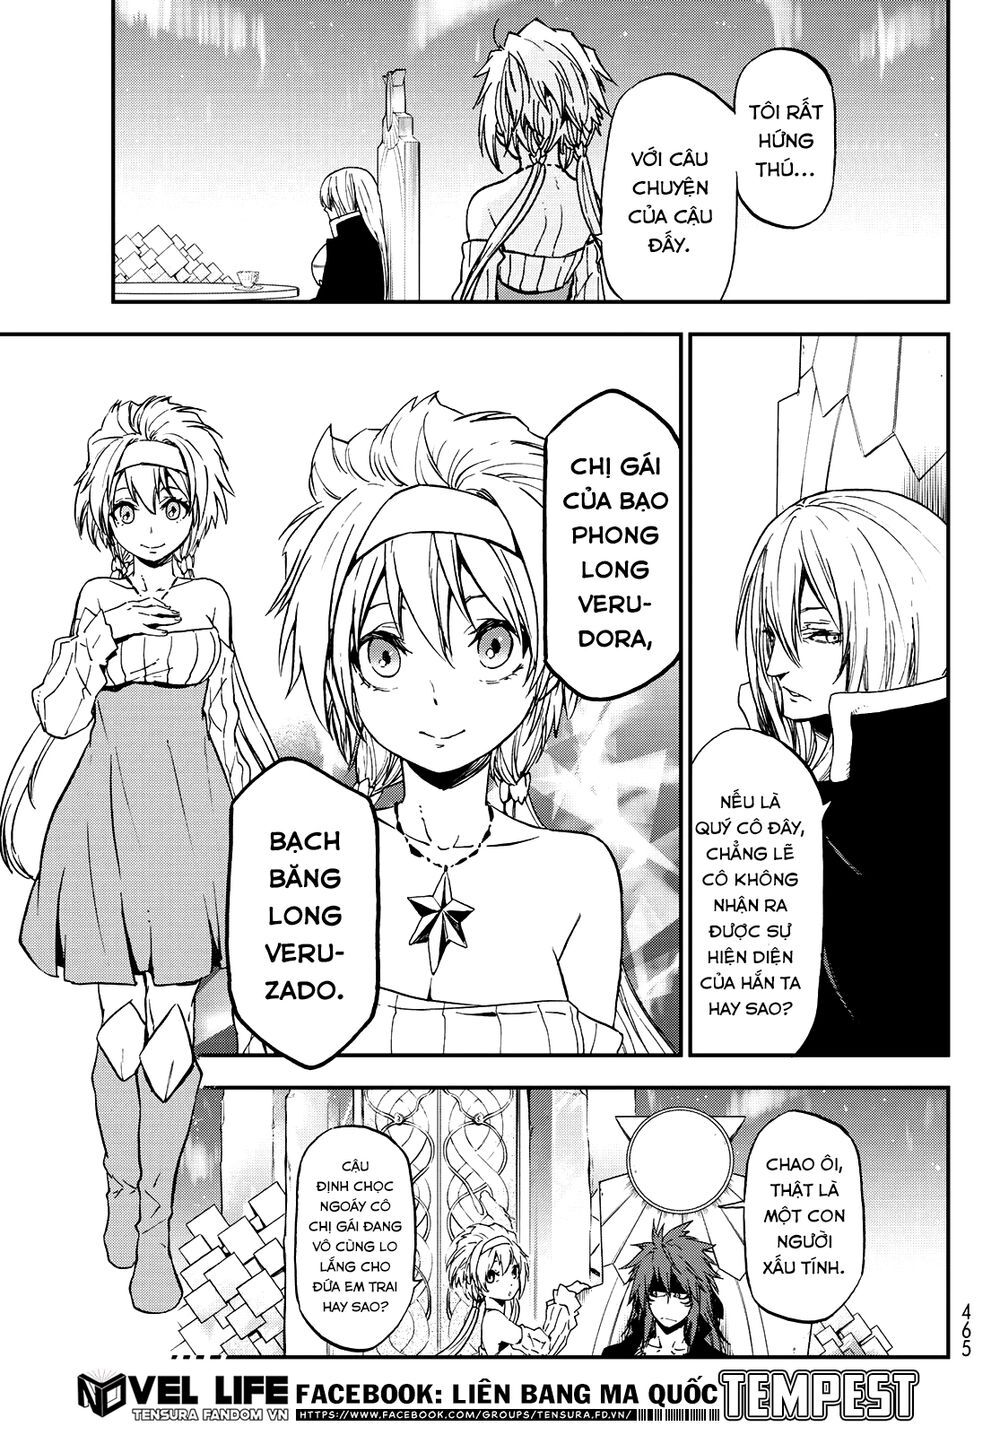 TÔI RẤT
HỨNG
THÚ...
VỚI CÂU
CHUYỆN
CỦA CẬU
ĐẤY.
NẾU LÀ
QUÝ CÔ ĐÂY,
CHẲNG LẼ
CÔ KHÔNG
NHẬN RA
ĐƯỢC SỰ
HIỆN DIỆN
CỦA HẮN TA
HAY SAO?
CHỊ GÁI
CỦA BẠO
PHONG
LONG
VERU-
DORA,
BẠCH
BĂNG
LONG
VERU-
ZADO.
CHAO ÔI,
THẬT LÀ
MỘT CON
NGƯỜI
XẤU TÍNH.
CẬU
ĐỊNH CHỌC
NGOÁY CÔ
CHỊ GÁI ĐANG
VÔ CÙNG LO
LẮNG CHO
ĐỨA EM TRAI
HAY SAO?
465
NOVEL LIFE
TENSURA FANDOM VN
FACEBOOK: LIÊN BANG MA QUỐC TEMPEST
HTTPS://WWW.FACEBOOK.COM/GROUPS/TENSURA.FD.VN/